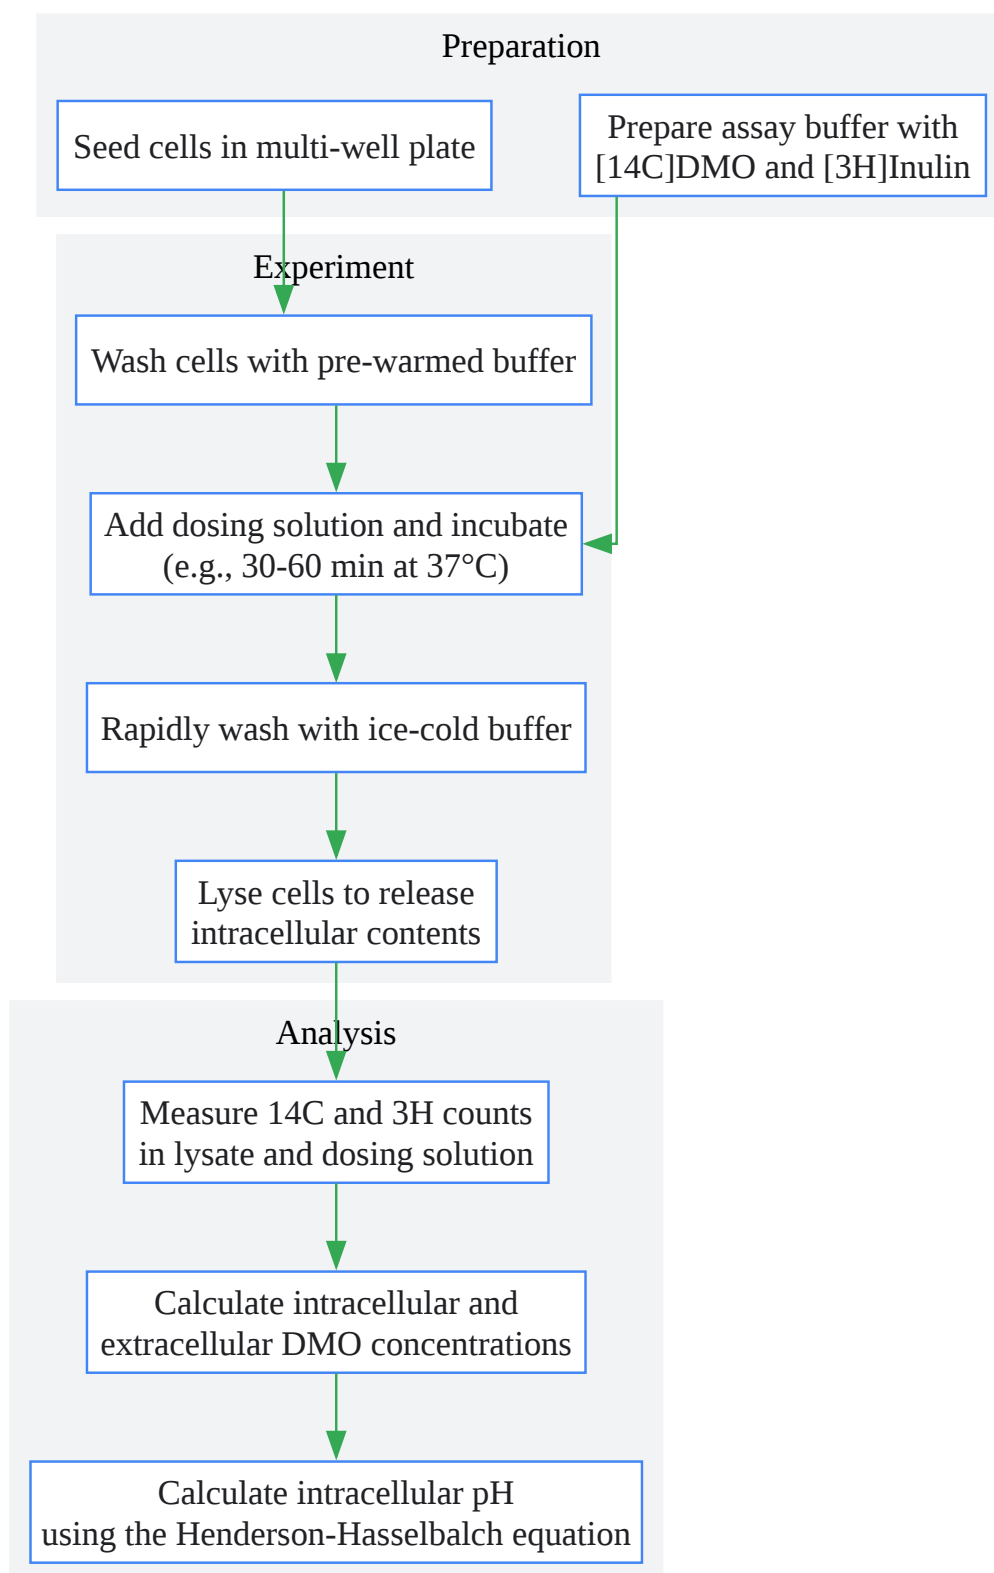 Preparation
Seed cells in multi-well plate
Prepare assay buffer with
[14C]DMO and [3H]Inulin
Experiment
Wash cells with pre-warmed buffer
Add dosing solution and incubate
(e.g., 30-60 min at 37°C)
Rapidly wash with ice-cold buffer
Lyse cells to release
intracellular contents
Analysis
Measure 14C and 3H counts
in lysate and dosing solution
Calculate intracellular and
extracellular DMO concentrations
Calculate intracellular pH
using the Henderson-Hasselbalch equation